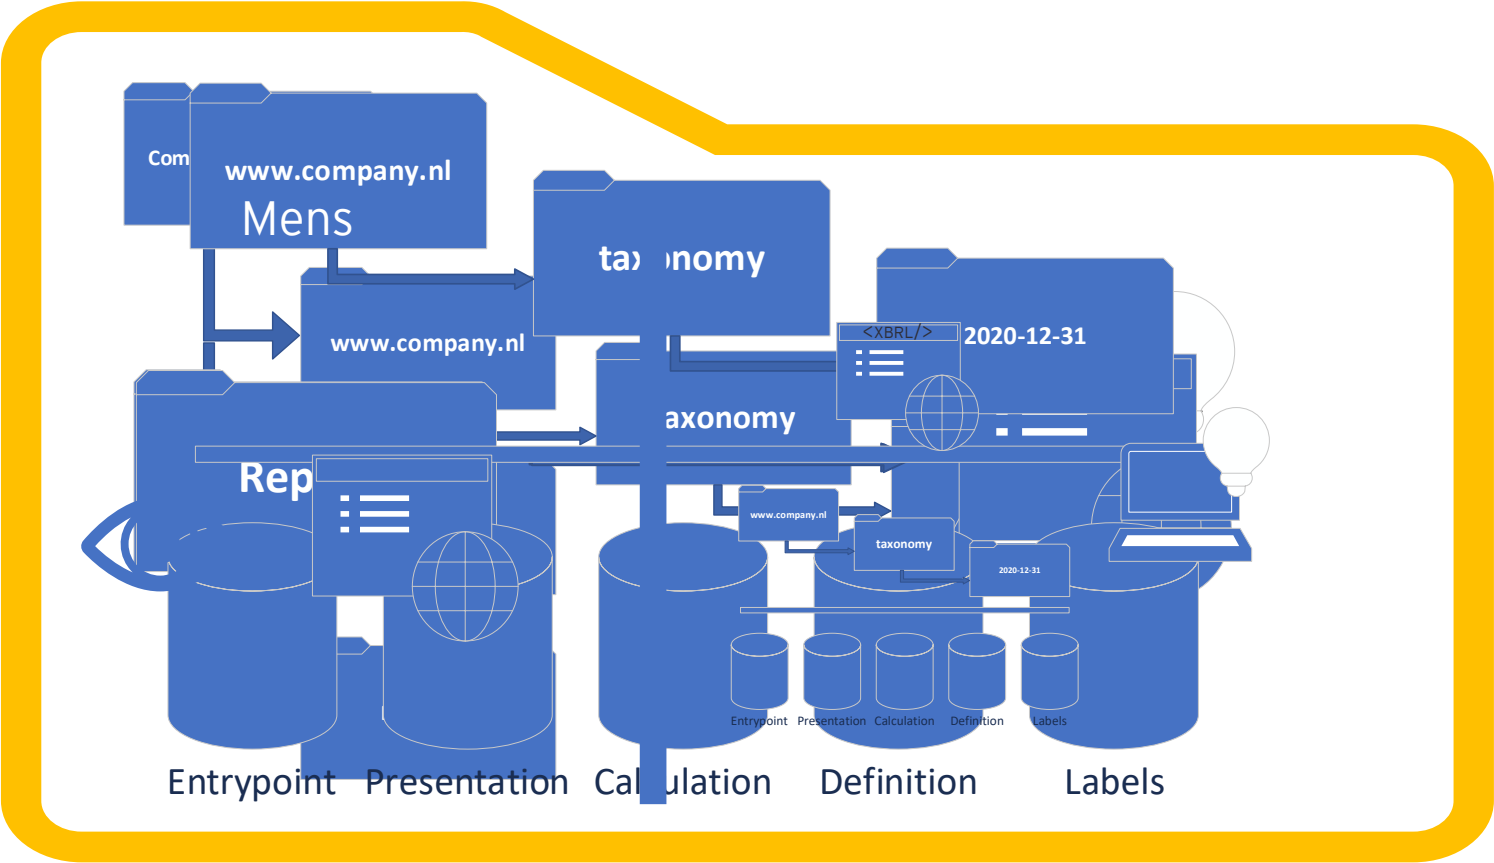 Com
www.company.nl
Mens
taxonomy
<XBRL/>
2020-12-31
www.company.nl
axonomy
Rep
www.company.nl
taxonomy
2020-12-31
Entrypoint Presentation Calculation Definition Labels
Entrypoint Presentation Calculation Definition Labels